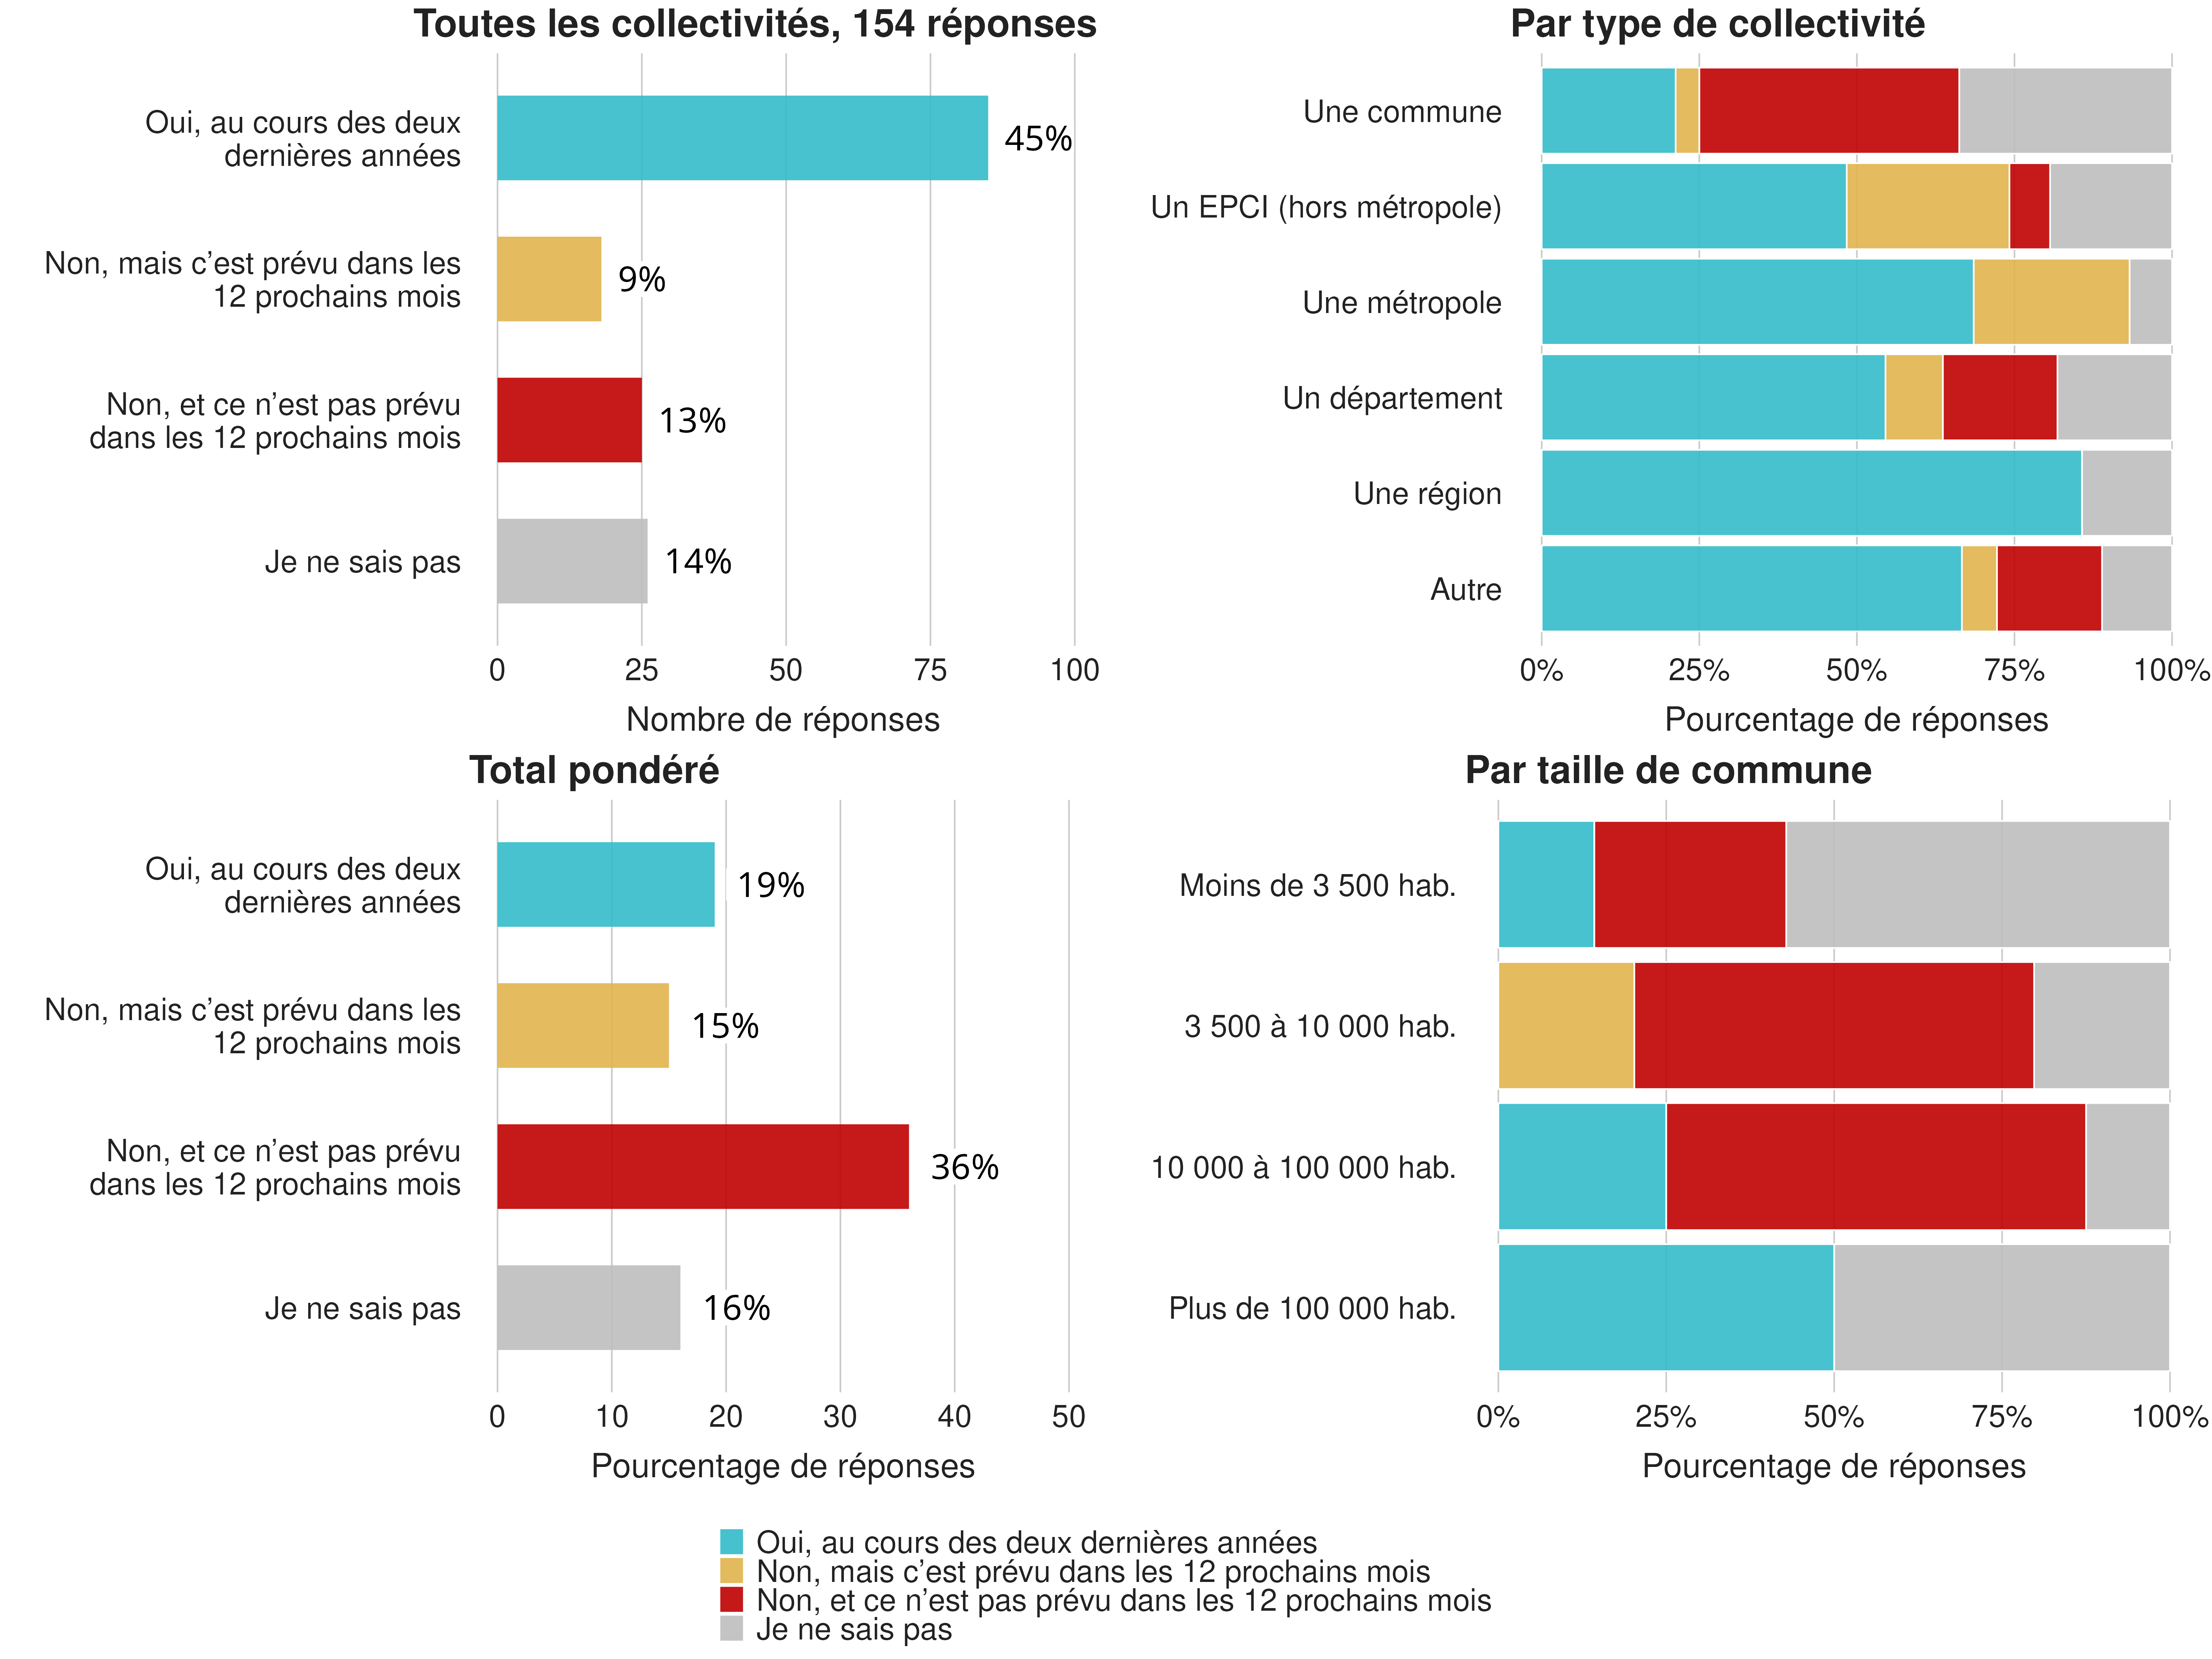 Toutes les collectivités, 154 réponses
Oui, au cours des deux
dernières années
45%
Non, mais c’est prévu dans les
12 prochains mois
9%
Non, et ce n’est pas prévu
dans les 12 prochains mois
13%
Je ne sais pas
14%
0 25 50 75 100
Nombre de réponses
Par type de collectivité
Une commune
Un EPCI (hors métropole)
Une métropole
Un département
Une région
Autre
0% 25% 50% 75% 100%
Pourcentage de réponses
Total pondéré
Oui, au cours des deux
dernières années
19%
Non, mais c’est prévu dans les
12 prochains mois
15%
Non, et ce n’est pas prévu
dans les 12 prochains mois
36%
Je ne sais pas
16%
0 10 20 30 40 50
Pourcentage de réponses
Par taille de commune
Moins de 3 500 hab.
3 500 à 10 000 hab.
10 000 à 100 000 hab.
Plus de 100 000 hab.
0% 25% 50% 75% 100%
Pourcentage de réponses
Oui, au cours des deux dernières années
Non, mais c’est prévu dans les 12 prochains mois
Non, et ce n’est pas prévu dans les 12 prochains mois
Je ne sais pas